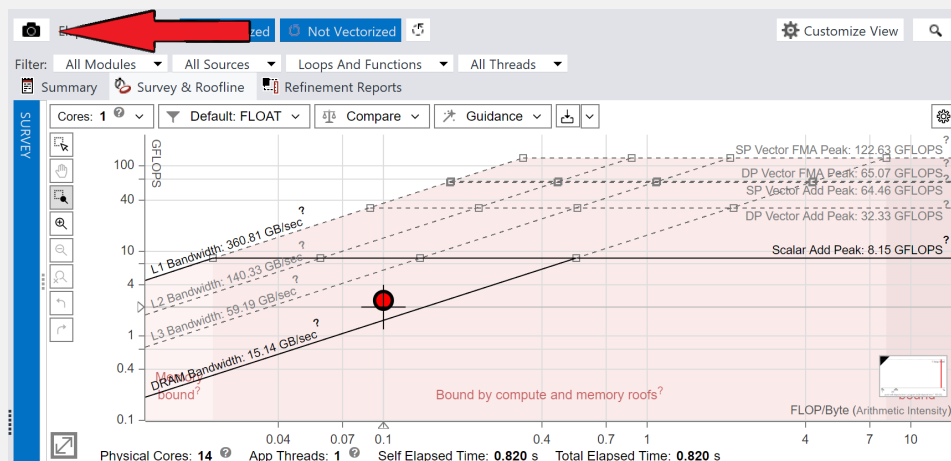 Not Vectorized
Customize View
Filter: All Modules All Sources Loops And Functions All Threads
Summary Survey & Roofline Refinement Reports
SURVEY
Cores: 1 ? Default: FLOAT Compare Guidance
GFLOPS
100
40
10
4
1
0.4
0.1
SP Vector FMA Peak: 122.63 GFLOPS ?
DP Vector FMA Peak: 65.07 GFLOPS ?
SP Vector Add Peak: 64.46 GFLOPS ?
DP Vector Add Peak: 32.33 GFLOPS ?
Scalar Add Peak: 8.15 GFLOPS ?
L1 Bandwidth: 360.81 GB/sec ?
L2 Bandwidth: 140.33 GB/sec ?
L3 Bandwidth: 59.19 GB/sec ?
DRAM Bandwidth: 15.14 GB/sec ?
Memory
bound?
Bound by compute and memory roofs?
bound
FLOP/Byte (Arithmetic Intensity)
0.04 0.07 0.1 0.4 0.7 1 4 7 10
Physical Cores: 14 ? App Threads: 1 ? Self Elapsed Time: 0.820 s Total Elapsed Time: 0.820 s